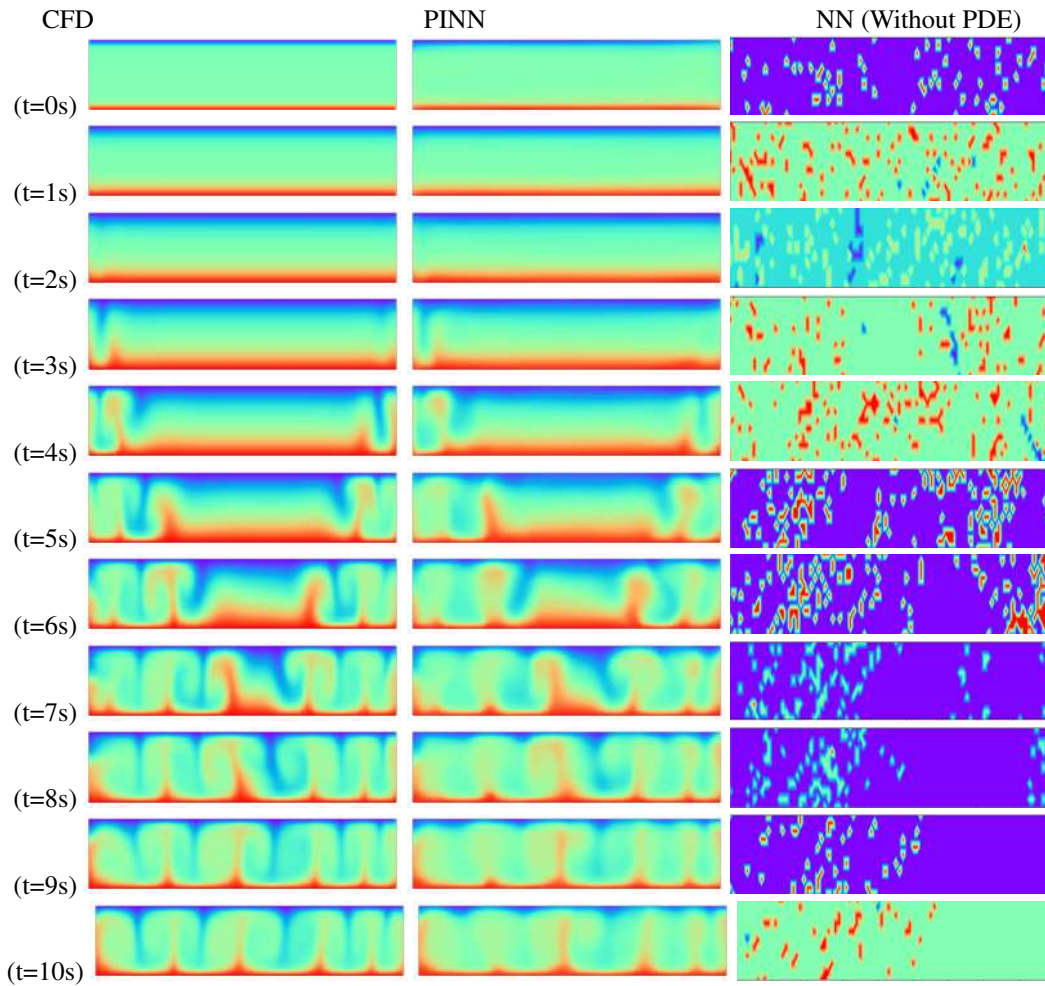 CFD PINN NN (Without PDE)
(t=0s)
(t=1s)
(t=2s)
(t=3s)
(t=4s)
(t=5s)
(t=6s)
(t=7s)
(t=8s)
(t=9s)
(t=10s)